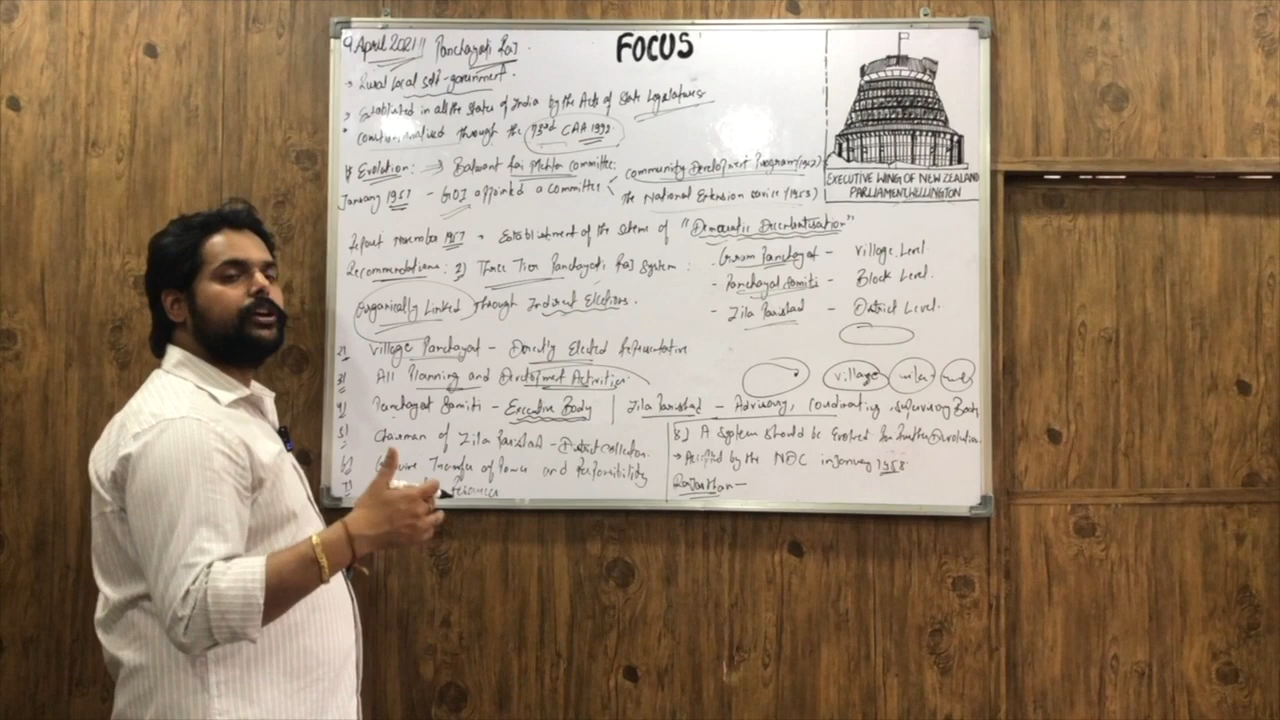 9 April 2021 !! Panchayati Raj.
FOCUS
→ Rural Local self-government.
→ Established in all the States of India by the Acts of State Legislatures
through the 73rd CAA 1992
Evolution: → Balwant Rai Mehta Committee:
January 1957 - GOI appointed a committee
Community Development Program (1952)
The National Extension Service (1953)
EXECUTIVE WING OF NEW ZEALAND
PARLIAMENT, WELLINGTON
Report November 1957 - Establishment of the scheme of "Democratic Decentralisation"
Recommendations: 1) Three Tier Panchayati Raj System:
- Gram Panchayat - Village Level.
- Panchayat Samiti - Block Level.
- Zila Parishad - District Level.
Organically Linked through Indirect Elections.
2) Village Panchayat - Directly Elected Representative
3) All Planning and Development Activities.
village
4) Panchayat Samiti - Executive Body | Zila Parishad - Advisory, Coordinating, Supervisory Body
5) Chairman of Zila Parishad - District Collector.
6) Transfer of Power and Responsibility
7)
8) A System should be Evolved for further Devolution
→ Accepted by the NDC in January 1958.
Rajasthan -